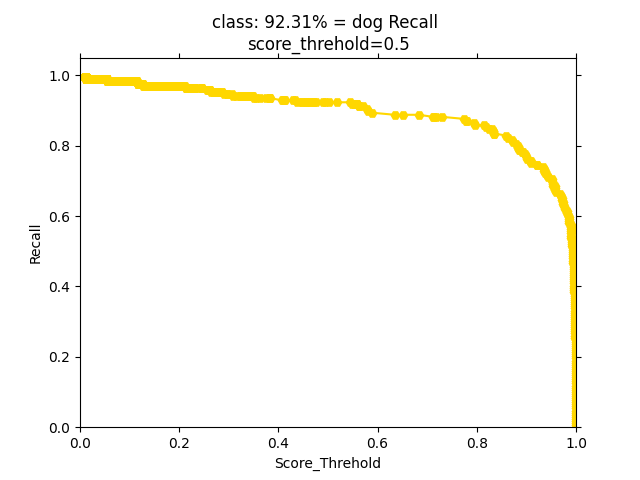 class: 92.31% = dog Recall
score_threhold=0.5
Recall
1.0
0.8
0.6
0.4
0.2
0.0
0.0 0.2 0.4 0.6 0.8 1.0
Score_Threhold